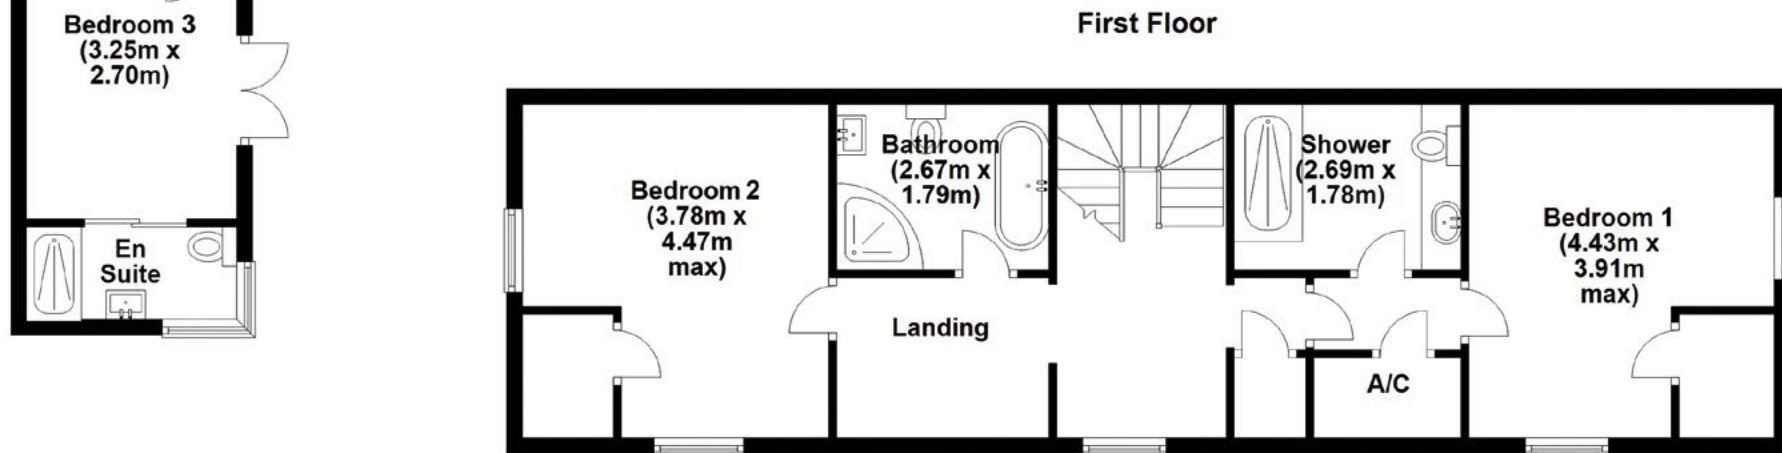 Bedroom 3
(3.25m x
2.70m)
En
Suite
First Floor
Bedroom 2
(3.78m x
4.47m
max)
Bathroom
(2.67m x
1.79m)
Landing
Shower
(2.69m x
1.78m)
A/C
Bedroom 1
(4.43m x
3.91m
max)